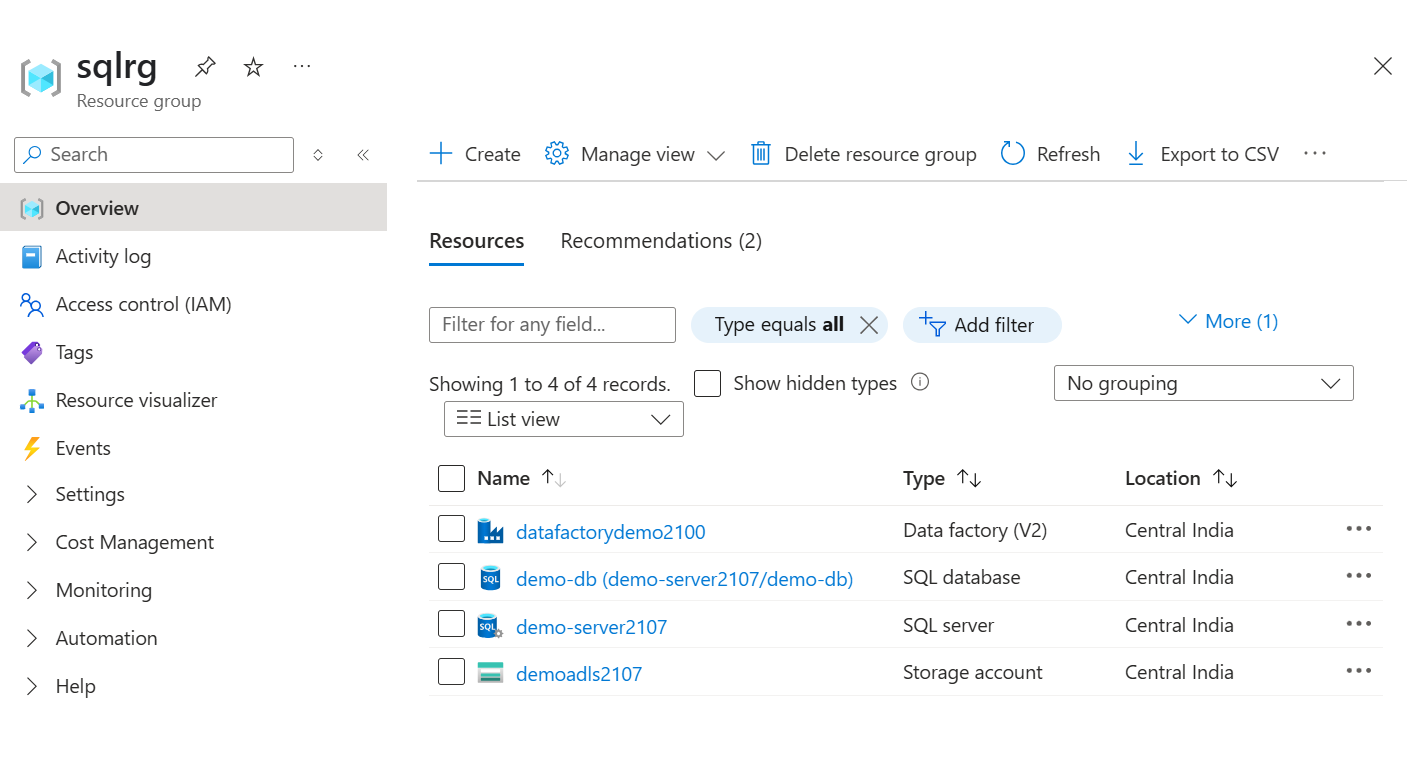 sqlrg
Resource group
Search
Overview
Activity log
Access control (IAM)
Tags
Resource visualizer
Events
Settings
Cost Management
Monitoring
Automation
Help
Create Manage view Delete resource group Refresh Export to CSV
Resources Recommendations (2)
Filter for any field... Type equals all Add filter More (1)
Showing 1 to 4 of 4 records. Show hidden types No grouping
List view
Name Type Location
datafactorydemo2100 Data factory (V2) Central India
SQL demo-db (demo-server2107/demo-db) SQL database Central India
SQL demo-server2107 SQL server Central India
demoadls2107 Storage account Central India